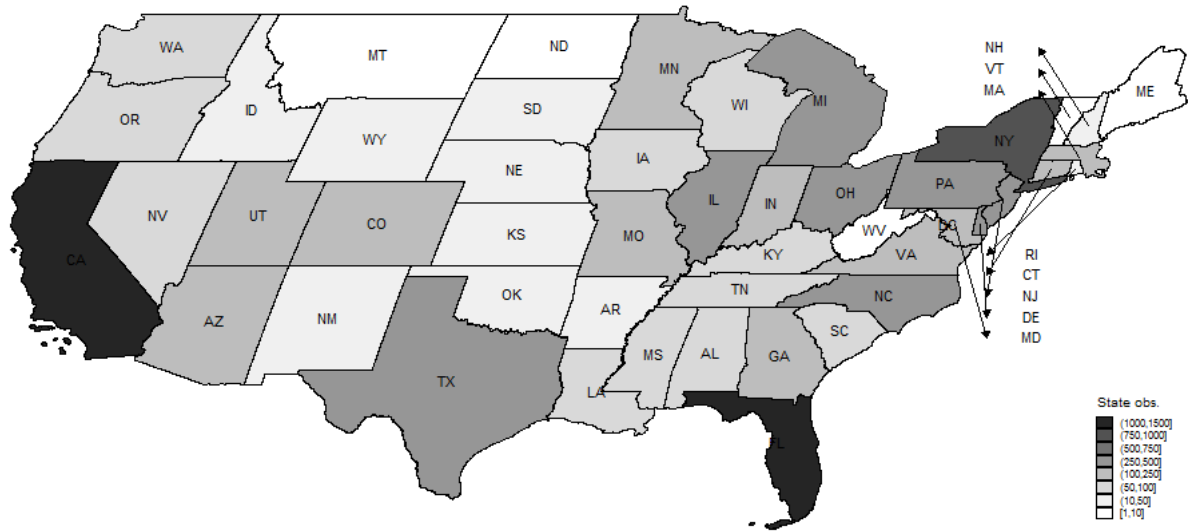 WA
MT
ND
MN
NH
VT
MA
ME
OR
ID
SD
WI
MI
WY
NY
IA
NE
PA
NV
UT
CO
IL
IN
OH
KS
MO
WV
DC
CA
KY
VA
RI
CT
NJ
DE
MD
AZ
NM
OK
AR
TN
NC
SC
TX
MS
AL
GA
LA
FL
State obs.
(1000,1500]
(750,1000]
(500,750]
(250,500]
(100,250]
(50,100]
(10,50]
[1,10]